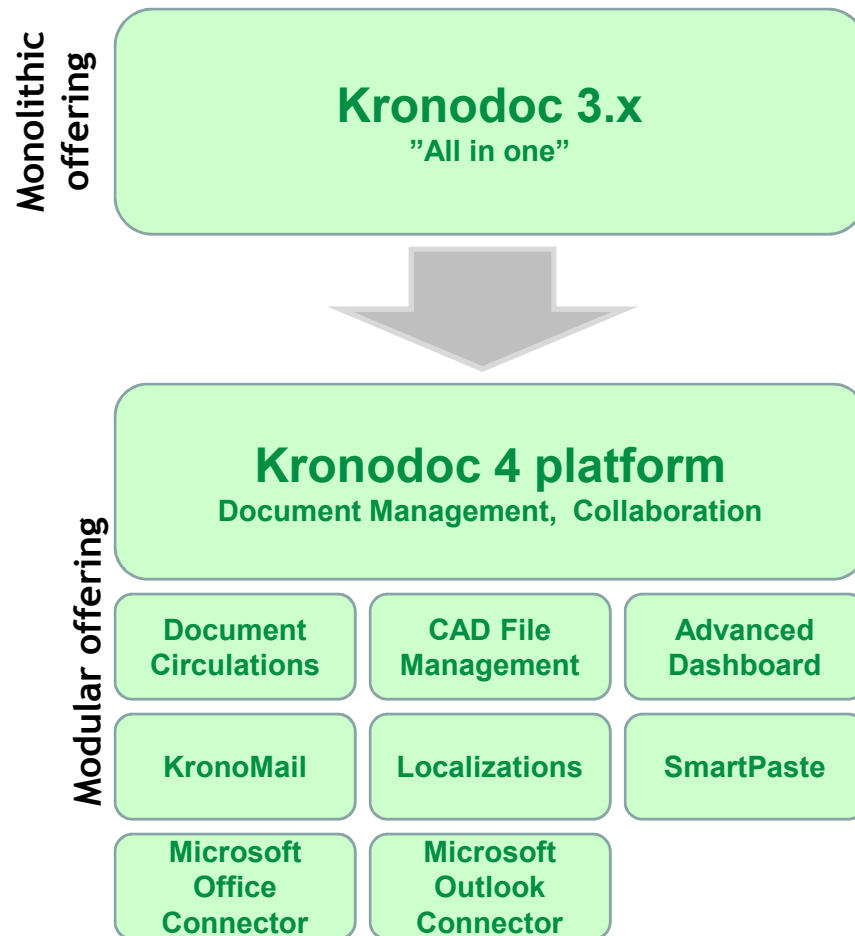 Monolithic
offering
Kronodoc 3.x
”All in one”
Kronodoc 4 platform
Document Management, Collaboration
Modular offering
Document
Circulations
CAD File
Management
Advanced
Dashboard
KronoMail
Localizations
SmartPaste
Microsoft
Office
Connector
Microsoft
Outlook
Connector